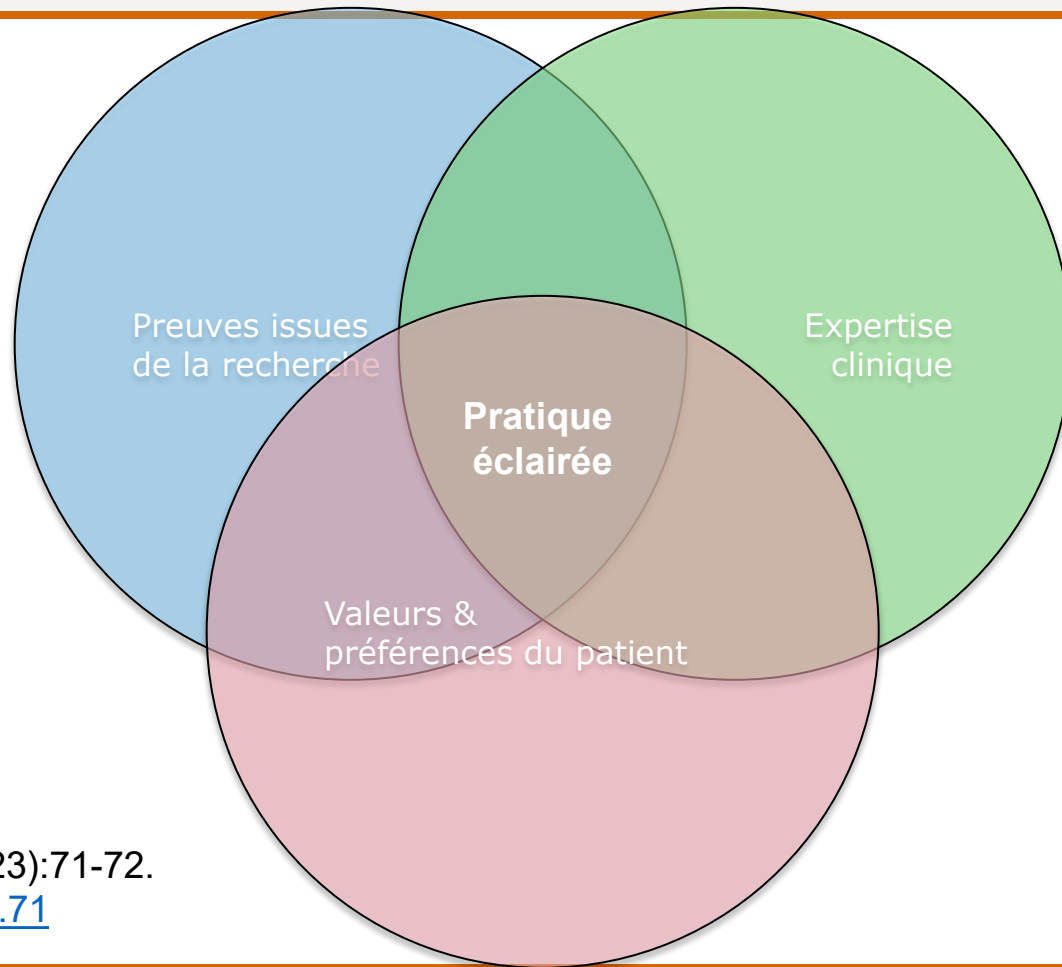 Preuves issues
de la recherche
Expertise
clinique
Pratique
éclairée
Valeurs &
préférences du patient
23):71-72.
.71